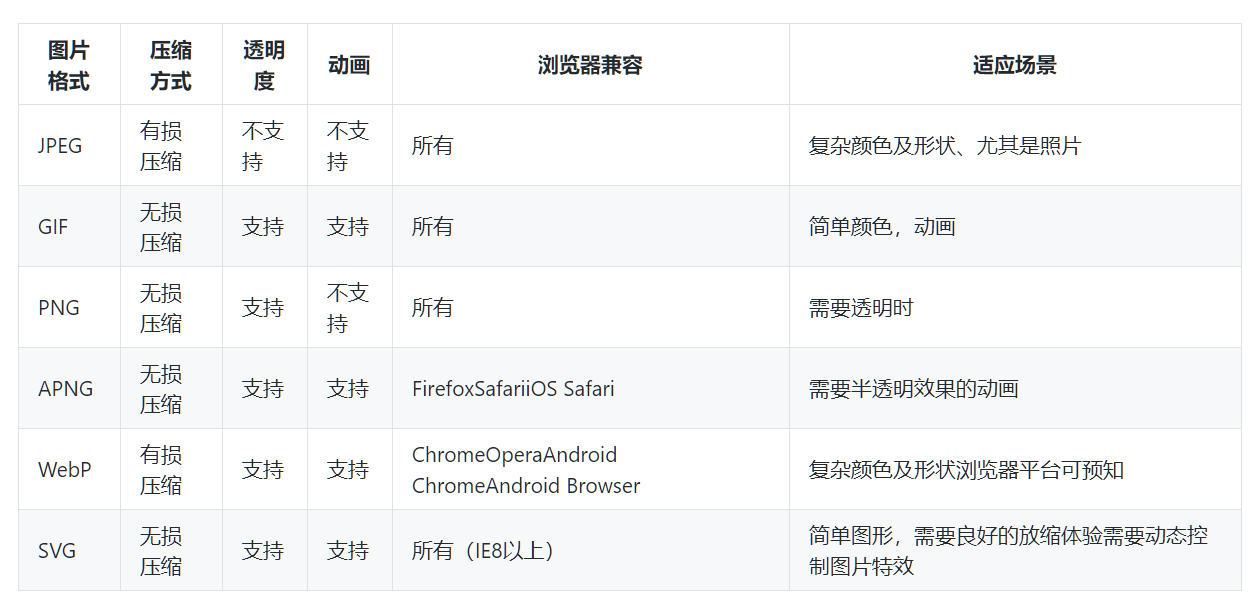 图片
格式
压缩
方式
透明
度
动画
浏览器兼容
适应场景
JPEG
有损
压缩
不支
持
不支
持
所有
复杂颜色及形状、尤其是照片
GIF
无损
压缩
支持
支持
所有
简单颜色，动画
PNG
无损
压缩
支持
不支
持
所有
需要透明时
APNG
无损
压缩
支持
支持
FirefoxSafariiOS Safari
需要半透明效果的动画
WebP
有损
压缩
支持
支持
ChromeOperaAndroid
ChromeAndroid Browser
复杂颜色及形状浏览器平台可预知
SVG
无损
压缩
支持
支持
所有（IE8以上）
简单图形，需要良好的放缩体验需要动态控
制图片特效